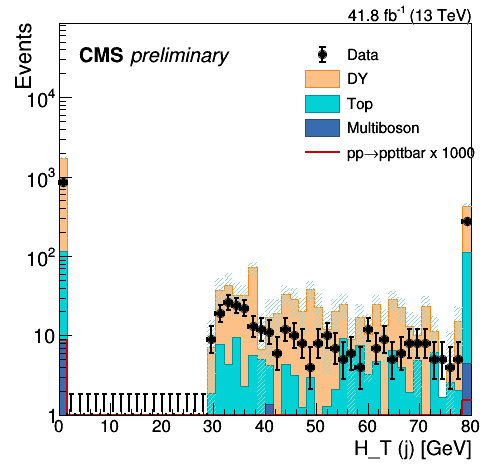 41.8 fb⁻¹ (13 TeV)
Events
CMS preliminary
Data
DY
Top
Multiboson
pp→ppttbar x 1000
10⁴
10³
10²
10
1
0 10 20 30 40 50 60 70 80
H_T (j) [GeV]